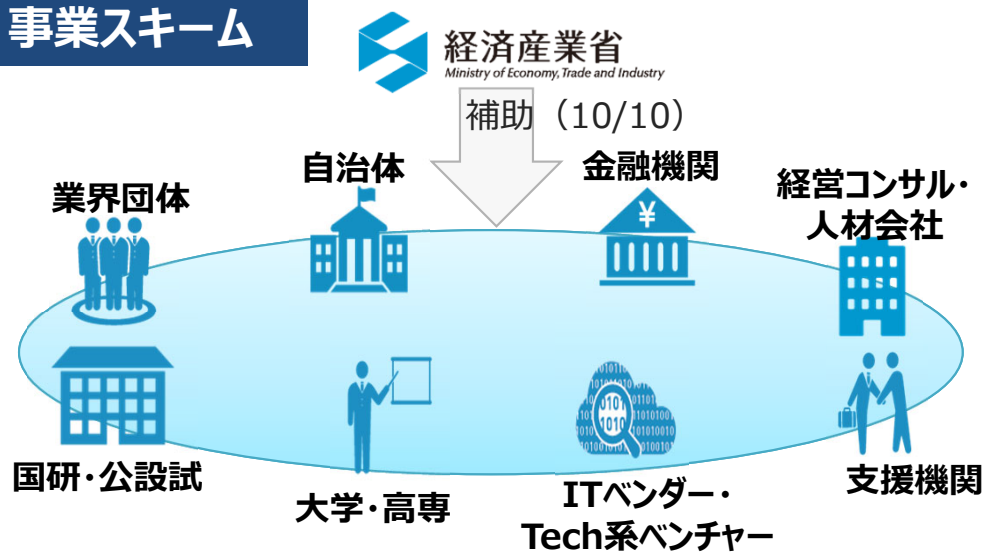 事業スキーム
経済産業省
Ministry of Economy, Trade and Industry
補助（10/10）
自治体
金融機関
業界団体
経営コンサル・
人材会社
¥
国研・公設試
大学・高専
ITベンダー・
Tech系ベンチャー
支援機関